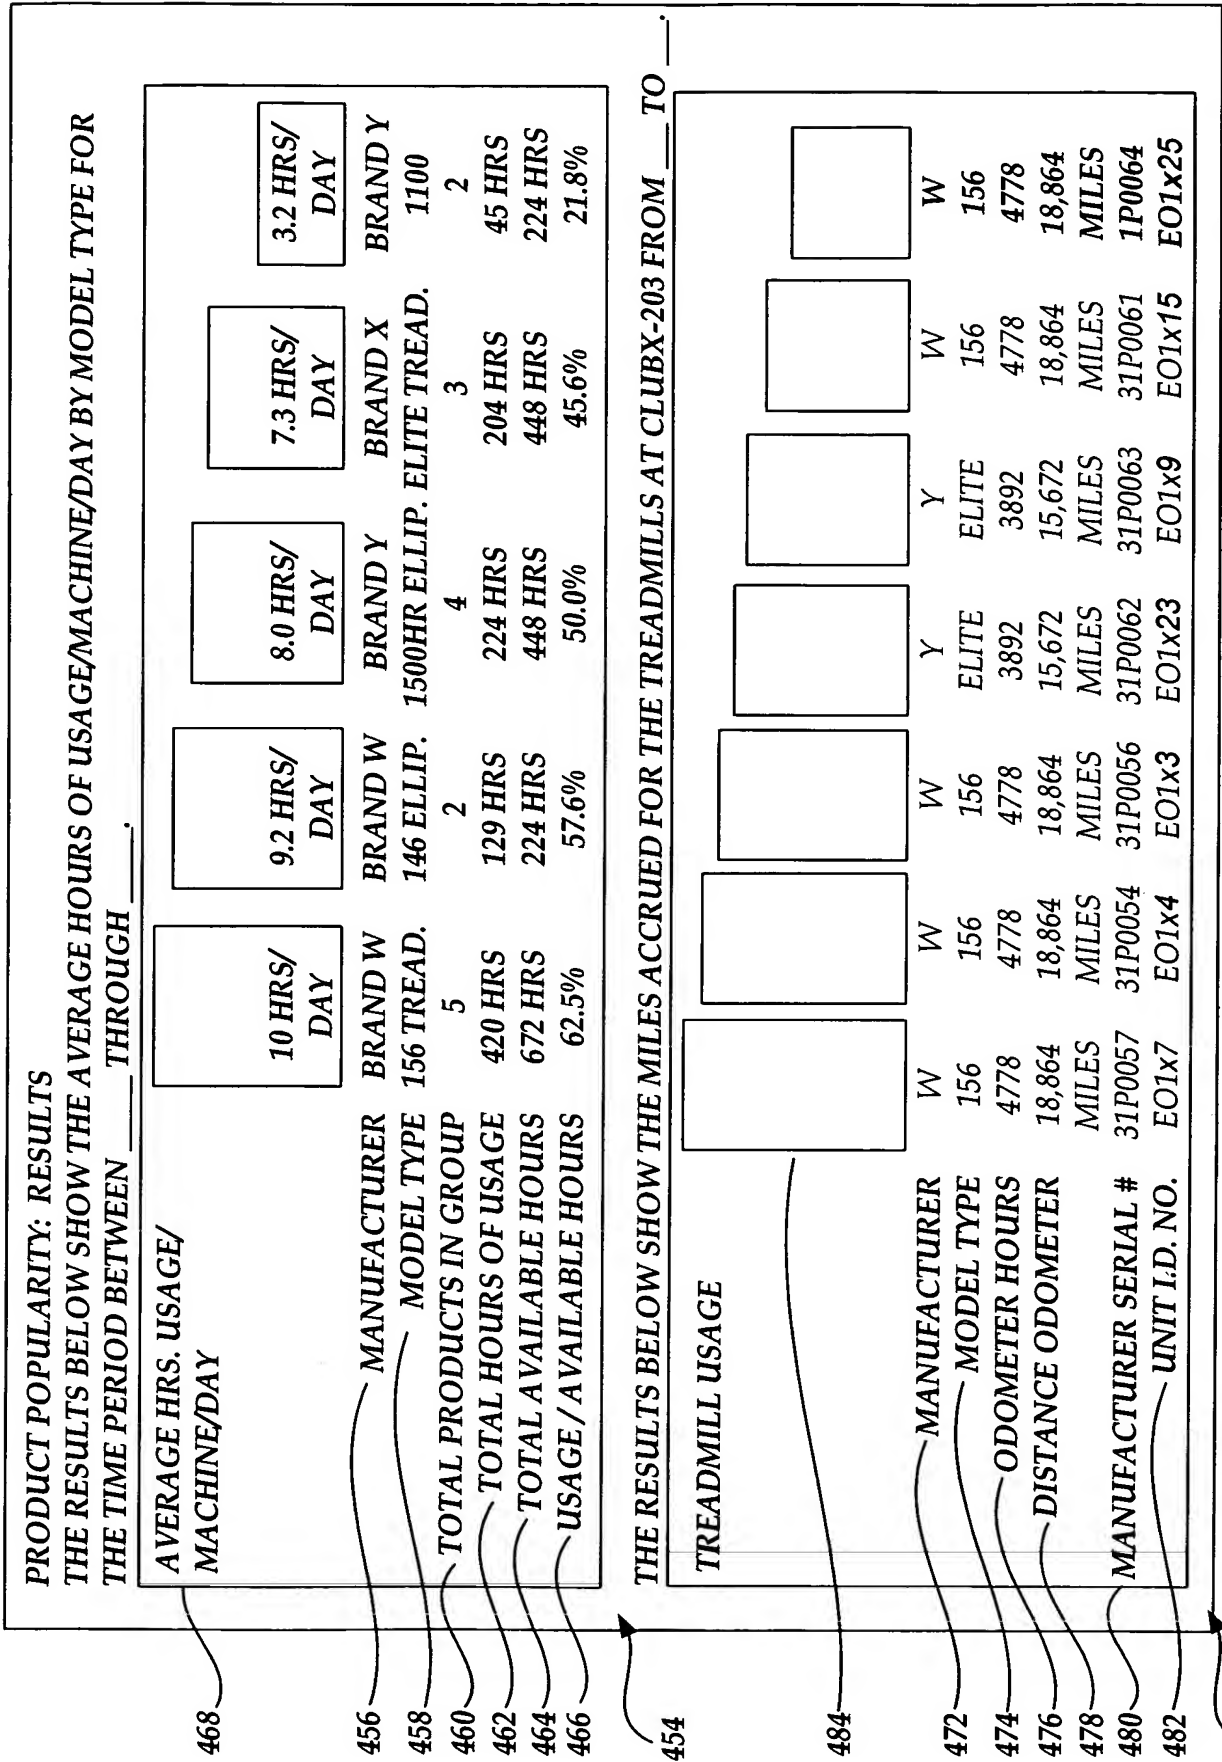 PRODUCT POPULARITY: RESULTS
THE RESULTS BELOW SHOW THE AVERAGE HOURS OF USAGE/MACHINE/DAY BY MODEL TYPE FOR
THE TIME PERIOD BETWEEN ____ THROUGH ____.
468
AVERAGE HRS. USAGE/
MACHINE/DAY
10 HRS/ 9.2 HRS/ 8.0 HRS/ 7.3 HRS/ 3.2 HRS/
DAY DAY DAY DAY DAY
456 MANUFACTURER BRAND W BRAND W BRAND Y BRAND X BRAND Y
458 MODEL TYPE 156 TREAD. 146 ELLIP. 1500HR ELLIP. ELITE TREAD. 1100
460 TOTAL PRODUCTS IN GROUP 5 2 4 3 2
462 TOTAL HOURS OF USAGE 420 HRS 129 HRS 224 HRS 204 HRS 45 HRS
464 TOTAL AVAILABLE HOURS 672 HRS 224 HRS 448 HRS 448 HRS 224 HRS
466 USAGE/AVAILABLE HOURS 62.5% 57.6% 50.0% 45.6% 21.8%
454
THE RESULTS BELOW SHOW THE MILES ACCRUED FOR THE TREADMILLS AT CLUBX-203 FROM ___ TO ___.
TREADMILL USAGE
484
472 MANUFACTURER W W W Y Y W W
474 MODEL TYPE 156 156 156 ELITE ELITE 156 156
476 ODOMETER HOURS 4778 4778 4778 3892 3892 4778 4778
478 DISTANCE ODOMETER 18,864 18,864 18,864 15,672 15,672 18,864 18,864
MILES MILES MILES MILES MILES MILES MILES
480 MANUFACTURER SERIAL # 31P0057 31P0054 31P0056 31P0062 31P0063 31P0061 1P0064
482 UNIT I.D. NO. EO1x7 EO1x4 EO1x3 EO1x23 EO1x9 EO1x15 EO1x25